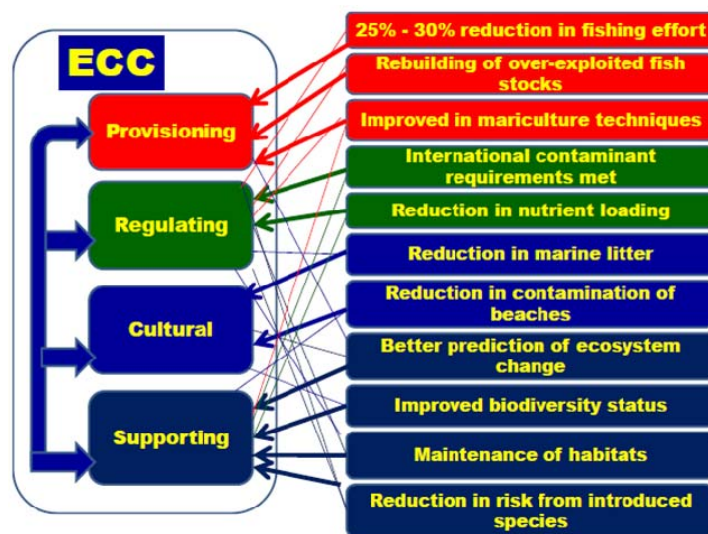 ECC
Provisioning
Regulating
Cultural
Supporting
25% - 30% reduction in fishing effort
Rebuilding of over-exploited fish
stocks
Improved in mariculture techniques
International contaminant
requirements met
Reduction in nutrient loading
Reduction in marine litter
Reduction in contamination of
beaches
Better prediction of ecosystem
change
Improved biodiversity status
Maintenance of habitats
Reduction in risk from introduced
species